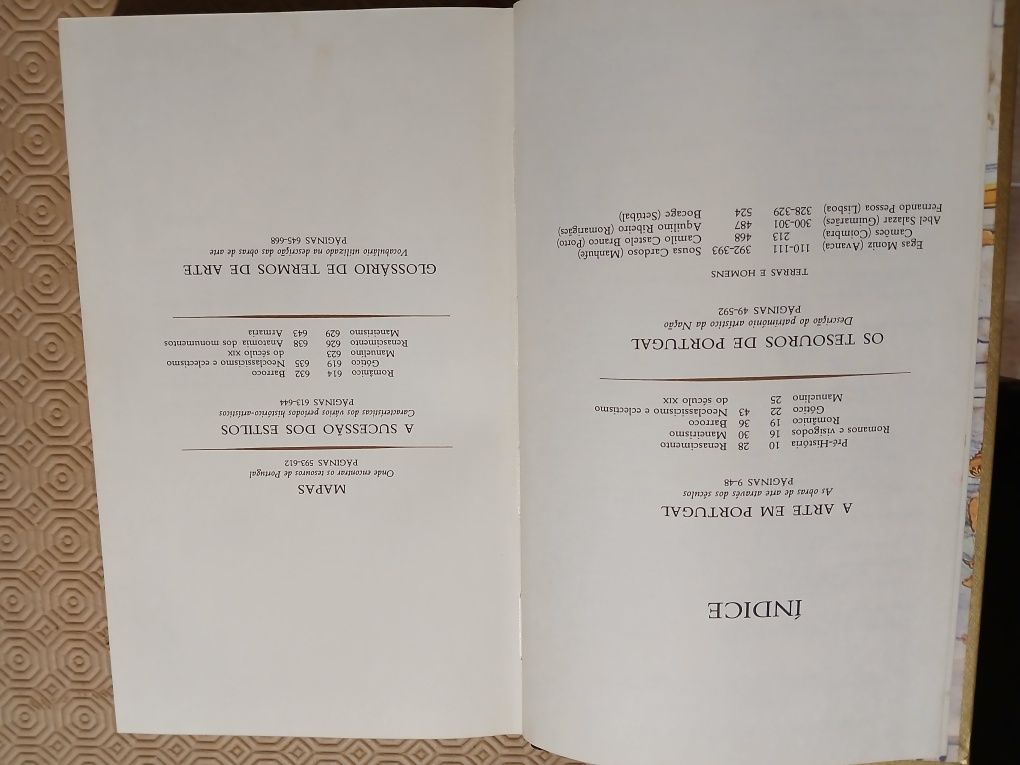 ÍNDICE
A ARTE EM PORTUGAL
As obras de arte através dos séculos
PÁGINAS 9-48
Pré-História 10 28 Renascimento
Romanos e visigodos 16 30 Maneirismo
Românico 19 36 Barroco
Gótico 22 43 Neoclassicismo e eclectismo
Manuelino 25 do século XIX
OS TESOUROS DE PORTUGAL
Descrição do património artístico da Nação
PÁGINAS 49-592
TERRAS E HOMENS
Egas Moniz (Avanca) 110-111 392-393 Sousa Cardoso (Manhufe)
Camões (Coimbra) 213 468 Camilo Castelo Branco (Porto)
Abel Salazar (Guimarães) 300-301 487 Aquilino Ribeiro (Romarigães)
Fernando Pessoa (Lisboa) 328-329 524 Bocage (Setúbal)
MAPAS
Onde encontrar os tesouros de Portugal
PÁGINAS 593-612
A SUCESSÃO DOS ESTILOS
Características dos vários períodos histórico-artísticos
PÁGINAS 613-644
Românico 614 632 Barroco
Gótico 619 635 Neoclassicismo e eclectismo
Manuelino 623 do século XIX
Renascimento 626 638 Anatomia dos monumentos
Maneirismo 629 643 Armaria
GLOSSÁRIO DE TERMOS DE ARTE
Vocabulário utilizado na descrição das obras de arte
PÁGINAS 645-668